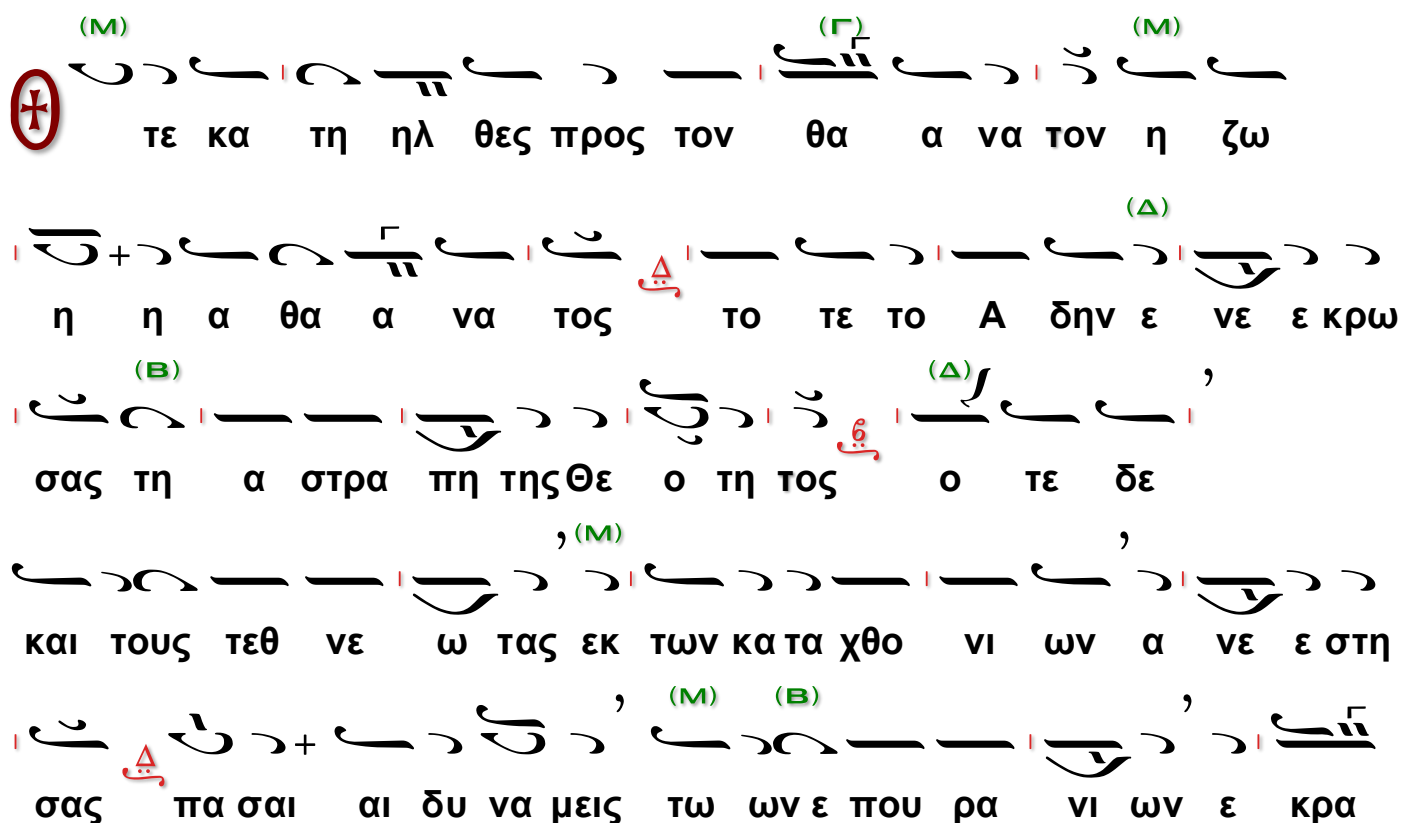 (Μ) (Γ) (Μ)
Ο τε κα τη ηλ θες προς τον θα α να τον η ζω
(Δ)
Δ
η η α θα α να τος το τε το Α δην ε νε ε κρω
(Β) (Δ)
6
σας τη α στρα πη της Θε ο τη τος ο τε δε
(Μ)
και τους τεθ νε ω τας εκ των κα τα χθο νι ων α νε ε στη
(Μ) (Β)
Δ
σας πα σαι αι δυ να μεις τω ων ε που ρα νι ων ε κρα